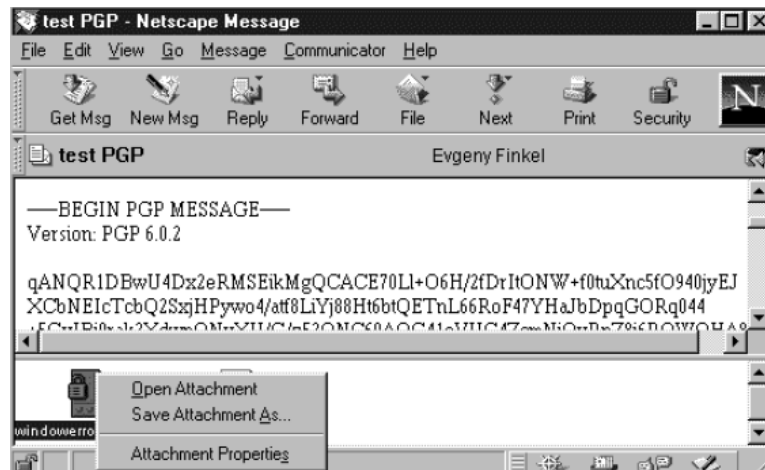 test PGP - Netscape Message
File Edit View Go Message Communicator Help
Get Msg New Msg Reply Forward File Next Print Security
N
test PGP Evgeny Finkel
-----BEGIN PGP MESSAGE-----
Version: PGP 6.0.2
qANQR1DBwU4Dx2eRMSEikMgQCACE70Ll+O6H/2fDrItONW+f0tuXnc5fO940jyEJ
XCbNEIcTcbQ2SxjHPywo4/atf8LiYj88Ht6btQETnL66RoF47YHaJbDpqGORq044
Open Attachment
Save Attachment As...
windowerro
Attachment Properties